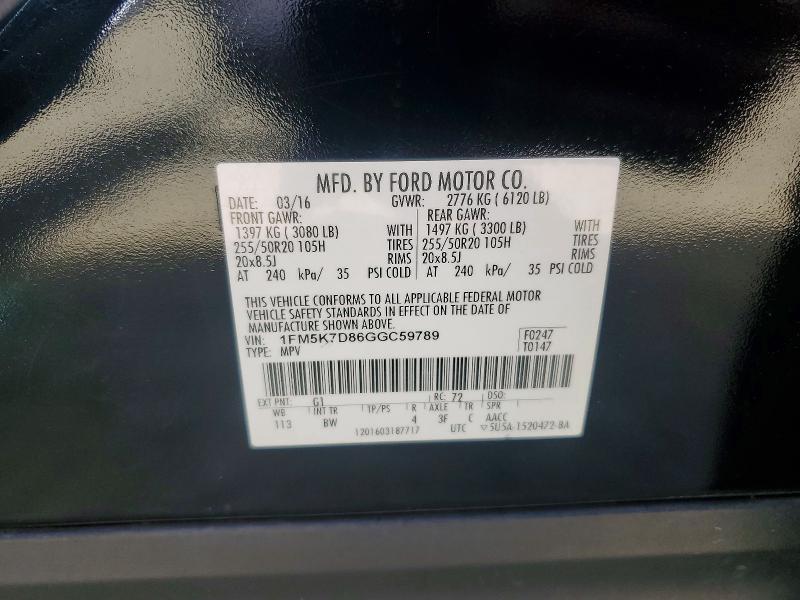 MFD. BY FORD MOTOR CO.
DATE: 03/16 GVWR: 2776 KG ( 6120 LB)
FRONT GAWR: REAR GAWR:
1397 KG ( 3080 LB) WITH 1497 KG ( 3300 LB) WITH
255/50R20 105H TIRES 255/50R20 105H TIRES
20x8.5J RIMS 20x8.5J RIMS
AT 240 kPa/ 35 PSI COLD AT 240 kPa/ 35 PSI COLD
THIS VEHICLE CONFORMS TO ALL APPLICABLE FEDERAL MOTOR
VEHICLE SAFETY STANDARDS IN EFFECT ON THE DATE OF
MANUFACTURE SHOWN ABOVE.
VIN: 1FM5K7D86GGC59789 F0247
TYPE: MPV T0147
EXT PNT: G1 RC: 72 DSO:
WB INT TR TP/PS R AXLE TR SPR
113 BW 4 3F C AACC
1201603187717 UTC ▽5U5A-1520472-BA